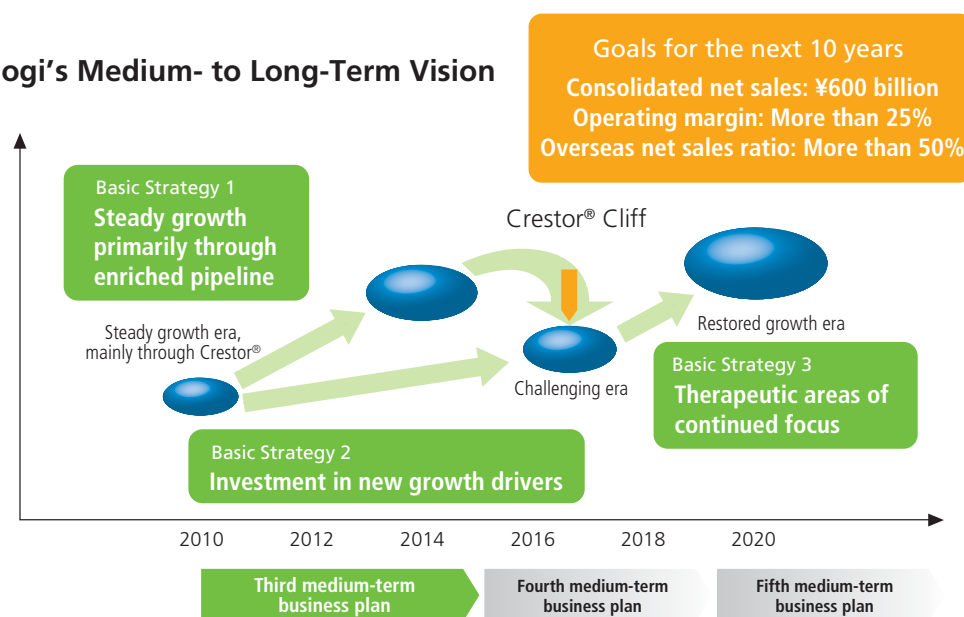 ogi's Medium- to Long-Term Vision
Goals for the next 10 years
Consolidated net sales: ¥600 billion
Operating margin: More than 25%
Overseas net sales ratio: More than 50%
Basic Strategy 1
Steady growth
primarily through
enriched pipeline
Crestor® Cliff
Steady growth era,
mainly through Crestor®
Restored growth era
Challenging era
Basic Strategy 3
Therapeutic areas of
continued focus
Basic Strategy 2
Investment in new growth drivers
2010 2012 2014 2016 2018 2020
Third medium-term
business plan
Fourth medium-term
business plan
Fifth medium-term
business plan